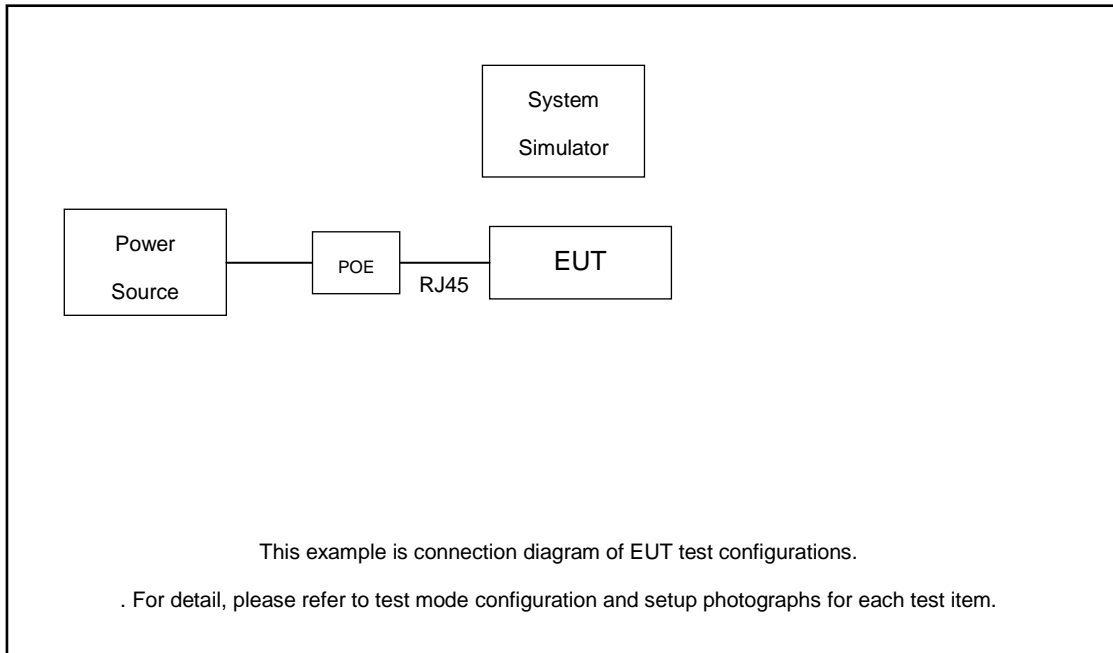 System
Simulator
Power
Source
POE
RJ45
EUT
This example is connection diagram of EUT test configurations.
. For detail, please refer to test mode configuration and setup photographs for each test item.